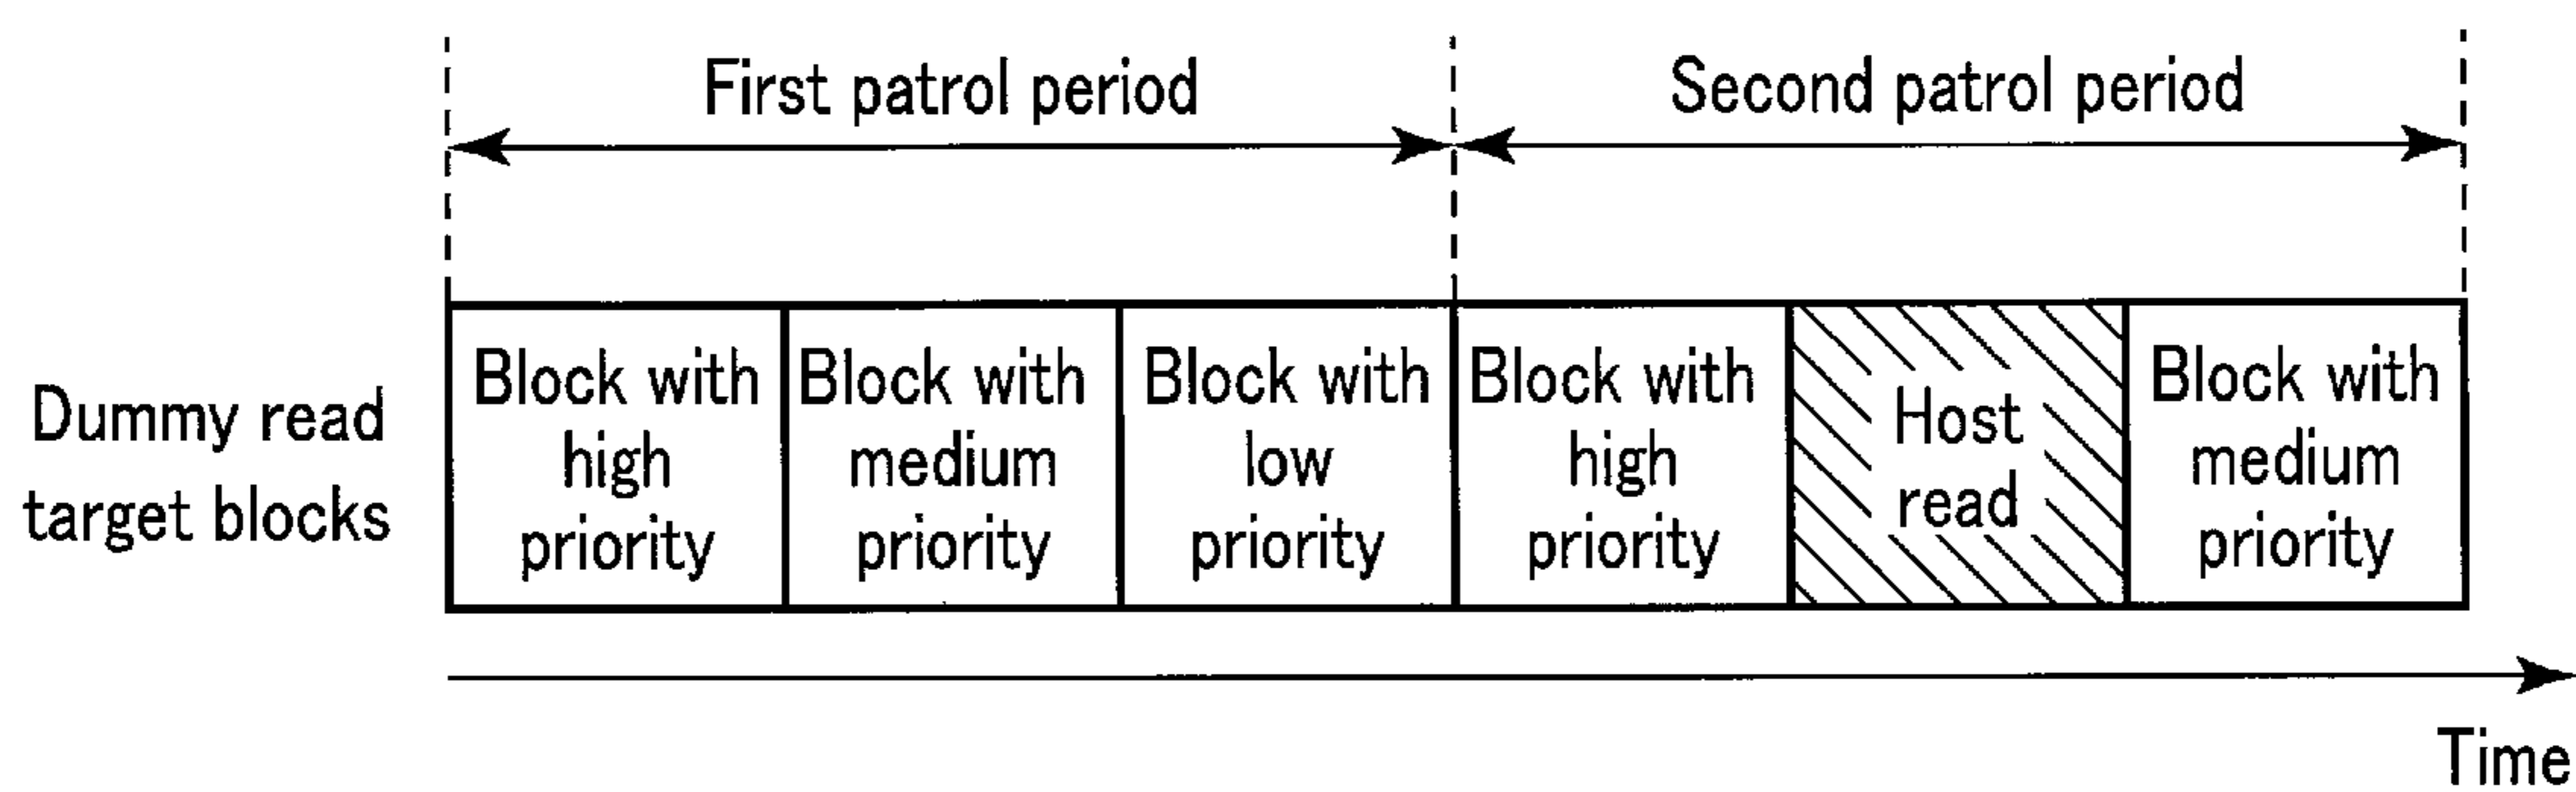 First patrol period
Second patrol period
Dummy read
target blocks
Block with
high
priority
Block with
medium
priority
Block with
low
priority
Block with
high
priority
Host
read
Block with
medium
priority
Time